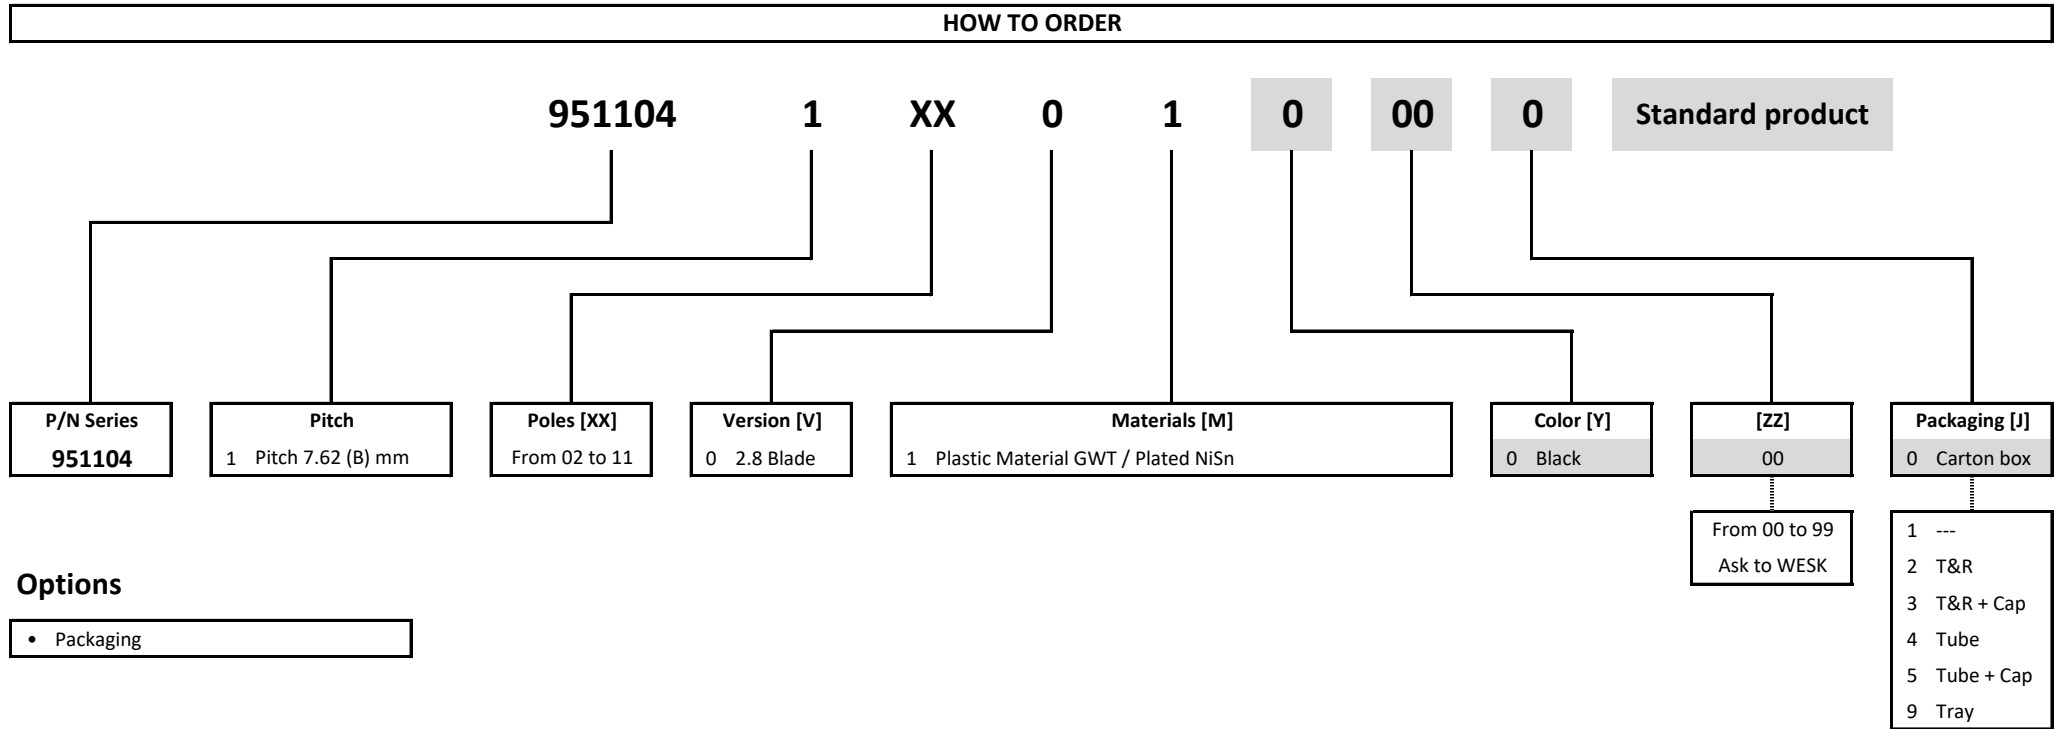 HOW TO ORDER
951104 1 XX 0 1 0 00 0 Standard product
P/N Series Pitch Poles [XX] Version [V] Materials [M] Color [Y] [ZZ] Packaging [J]
951104 1 Pitch 7.62 (B) mm From 02 to 11 0 2.8 Blade 1 Plastic Material GWT / Plated NiSn 0 Black 00 0 Carton box
From 00 to 99 1 ---
Ask to WESK 2 T&R
Options
3 T&R + Cap
• Packaging 4 Tube
5 Tube + Cap
9 Tray